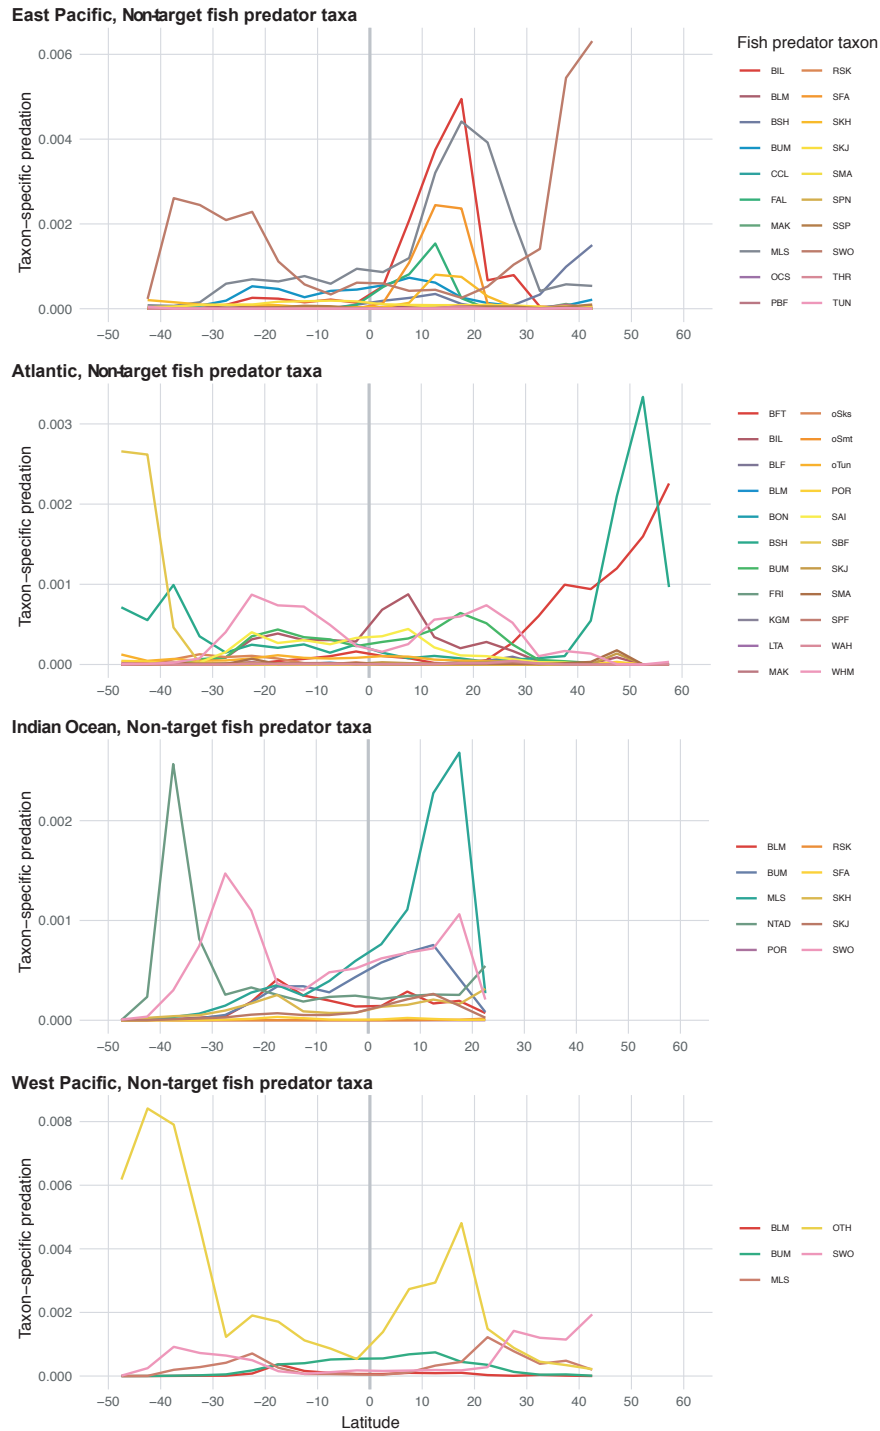 East Pacific, Non-target fish predator taxa
Taxon-specific predation
0.006
0.004
0.002
0.000
−50 −40 −30 −20 −10 0 10 20 30 40 50 60
Fish predator taxon
BIL RSK
BLM SFA
BSH SKH
BUM SKJ
CCL SMA
FAL SPN
MAK SSP
MLS SWO
OCS THR
PBF TUN
Atlantic, Non-target fish predator taxa
Taxon-specific predation
0.003
0.002
0.001
0.000
−50 −40 −30 −20 −10 0 10 20 30 40 50 60
BFT oSks
BIL oSmt
BLF oTun
BLM POR
BON SAI
BSH SBF
BUM SKJ
FRI SMA
KGM SPF
LTA WAH
MAK WHM
Indian Ocean, Non-target fish predator taxa
Taxon-specific predation
0.002
0.001
0.000
−50 −40 −30 −20 −10 0 10 20 30 40 50 60
BLM RSK
BUM SFA
MLS SKH
NTAD SKJ
POR SWO
West Pacific, Non-target fish predator taxa
Taxon-specific predation
0.008
0.006
0.004
0.002
0.000
−50 −40 −30 −20 −10 0 10 20 30 40 50 60
Latitude
BLM OTH
BUM SWO
MLS